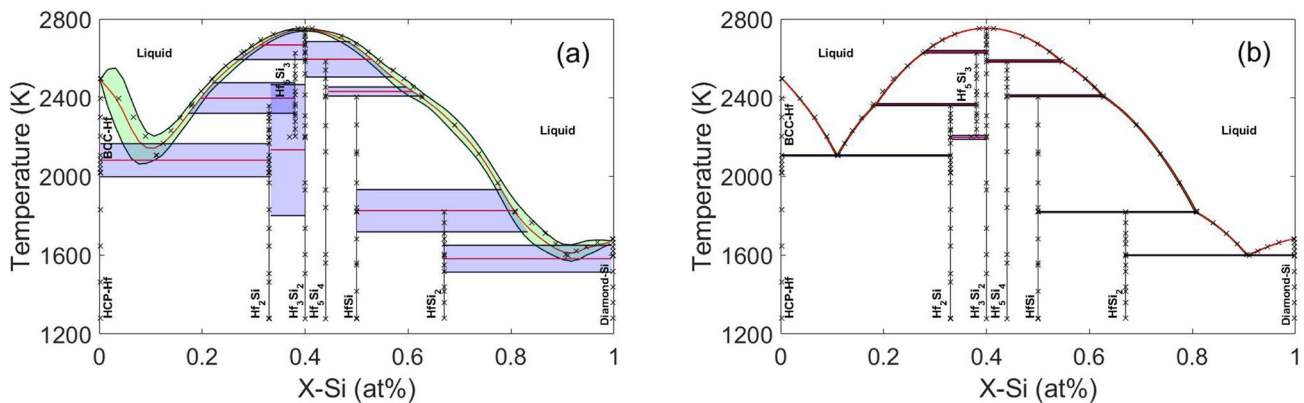 2800
2400
2000
1600
1200
Temperature (K)
Liquid
(a)
Liquid
BCC-Hf
HCP-Hf
Hf2Si
Hf3Si2
Hf5Si3
Hf5Si4
HfSi
HfSi2
Diamond-Si
0 0.2 0.4 0.6 0.8 1
X-Si (at%)
2800
2400
2000
1600
1200
Temperature (K)
Liquid
(b)
Liquid
BCC-Hf
HCP-Hf
Hf2Si
Hf3Si2
Hf5Si3
Hf5Si4
HfSi
HfSi2
Diamond-Si
0 0.2 0.4 0.6 0.8 1
X-Si (at%)